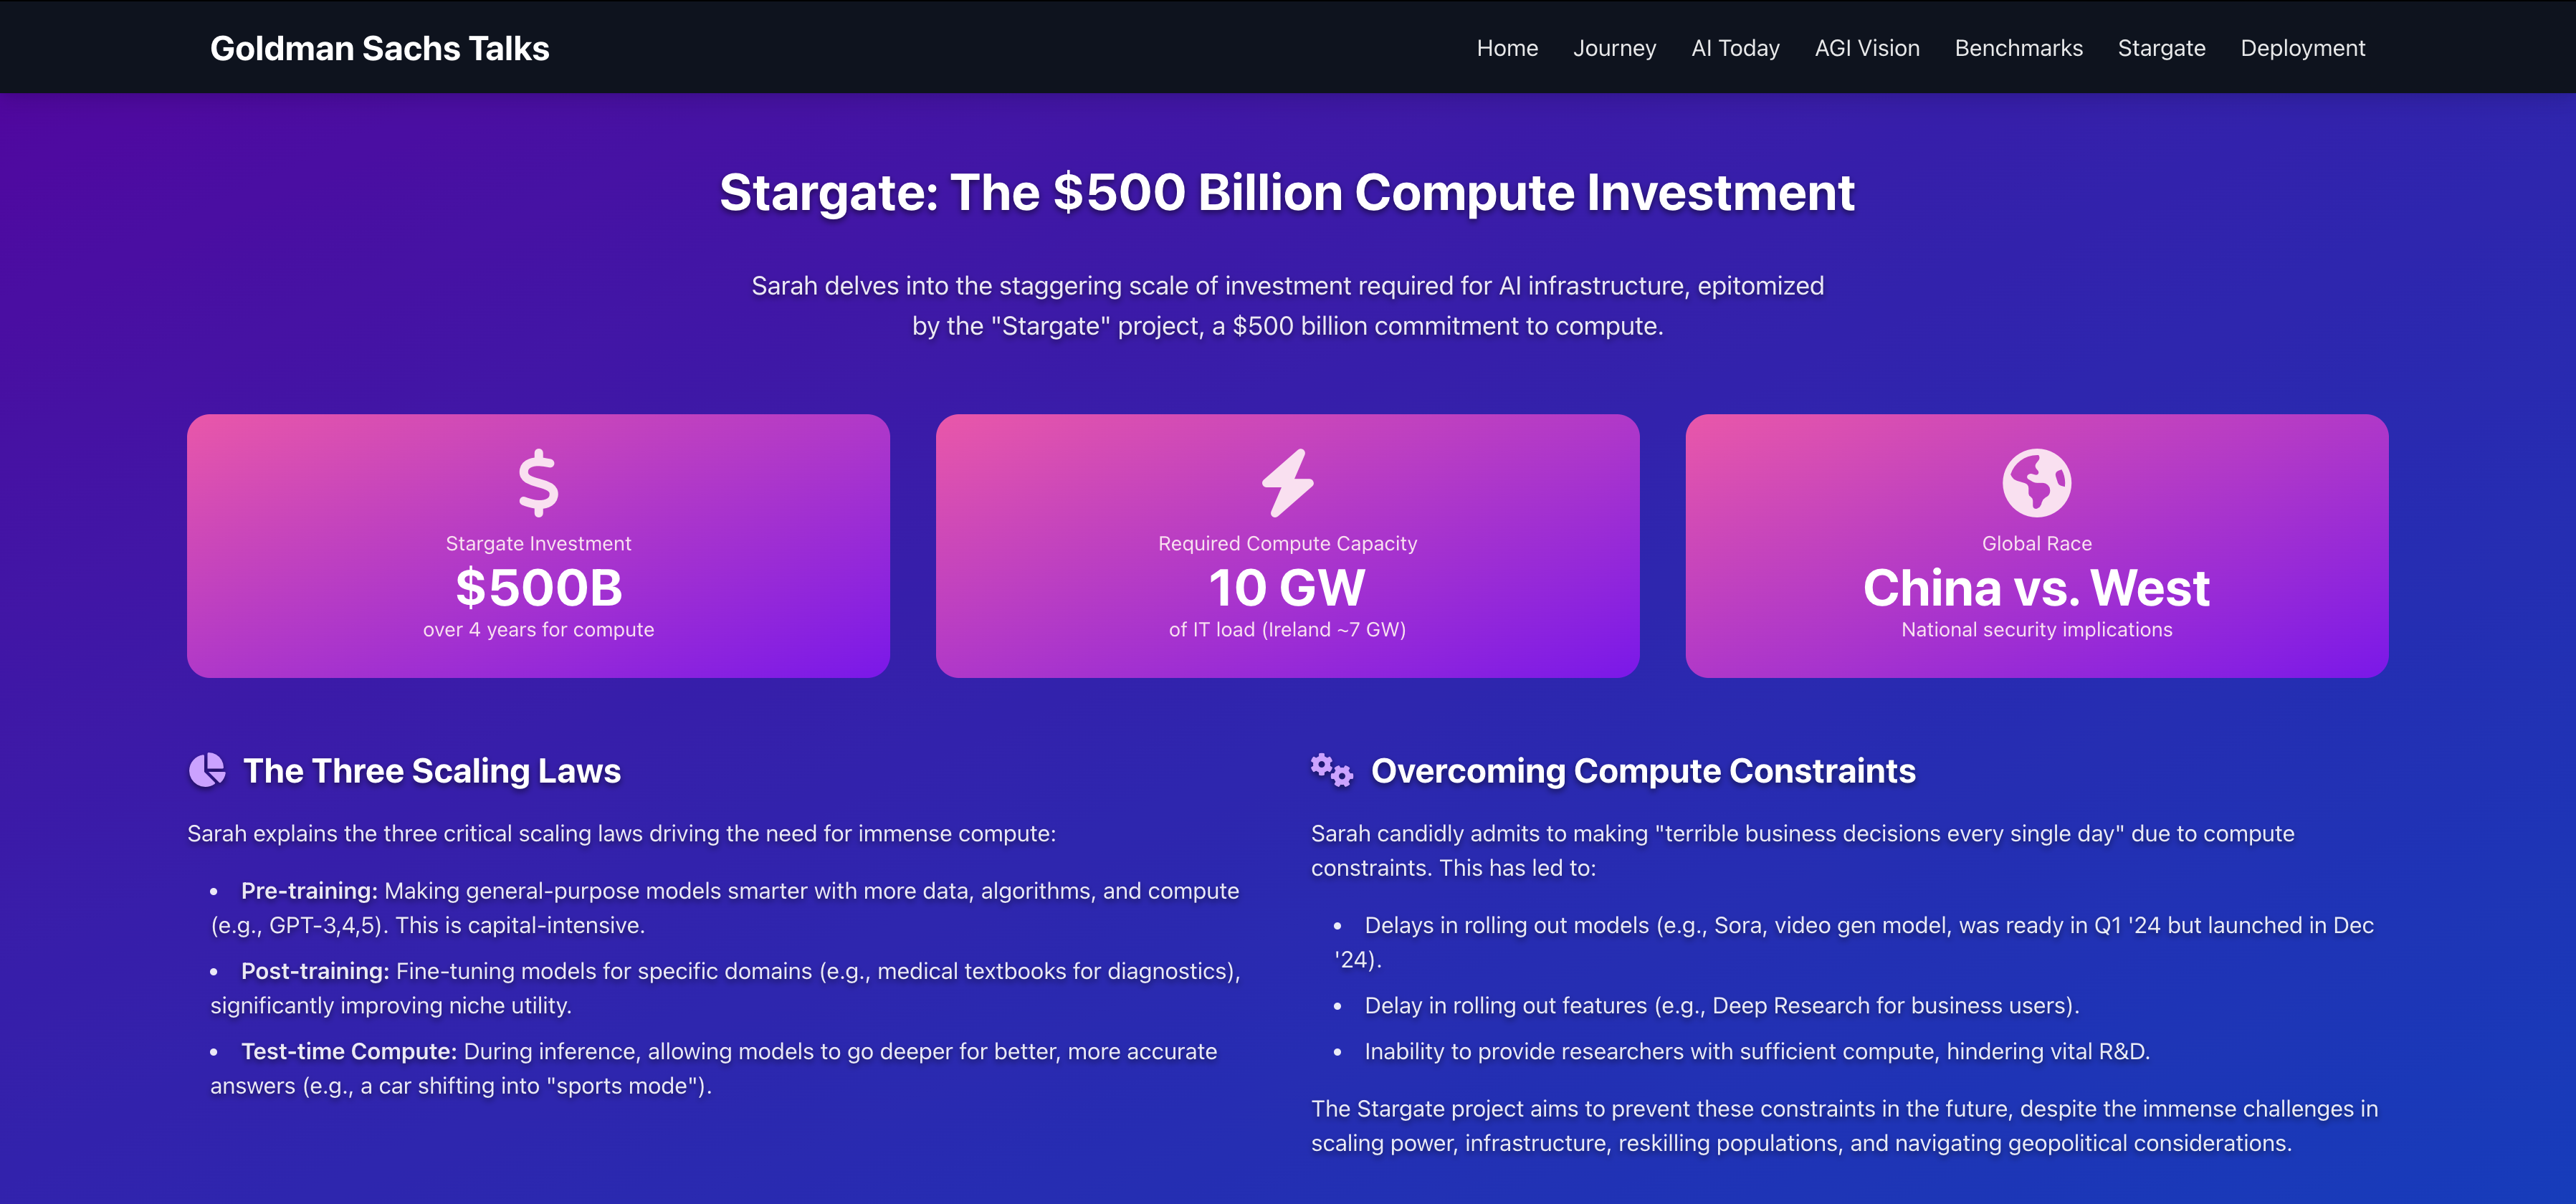 Goldman Sachs Talks
Home
Journey
AI Today
AGI Vision
Benchmarks
Stargate
Deployment
Stargate: The $500 Billion Compute Investment
Sarah delves into the staggering scale of investment required for AI infrastructure, epitomized
by the "Stargate" project, a $500 billion commitment to compute.
Stargate Investment
$500B
over 4 years for compute
Required Compute Capacity
10 GW
of IT load (Ireland ~7 GW)
Global Race
China vs. West
National security implications
The Three Scaling Laws
Sarah explains the three critical scaling laws driving the need for immense compute:
• Pre-training: Making general-purpose models smarter with more data, algorithms, and compute
(e.g., GPT-3,4,5). This is capital-intensive.
• Post-training: Fine-tuning models for specific domains (e.g., medical textbooks for diagnostics),
significantly improving niche utility.
• Test-time Compute: During inference, allowing models to go deeper for better, more accurate
answers (e.g., a car shifting into "sports mode").
Overcoming Compute Constraints
Sarah candidly admits to making "terrible business decisions every single day" due to compute
constraints. This has led to:
• Delays in rolling out models (e.g., Sora, video gen model, was ready in Q1 '24 but launched in Dec
'24).
• Delay in rolling out features (e.g., Deep Research for business users).
• Inability to provide researchers with sufficient compute, hindering vital R&D.
The Stargate project aims to prevent these constraints in the future, despite the immense challenges in
scaling power, infrastructure, reskilling populations, and navigating geopolitical considerations.